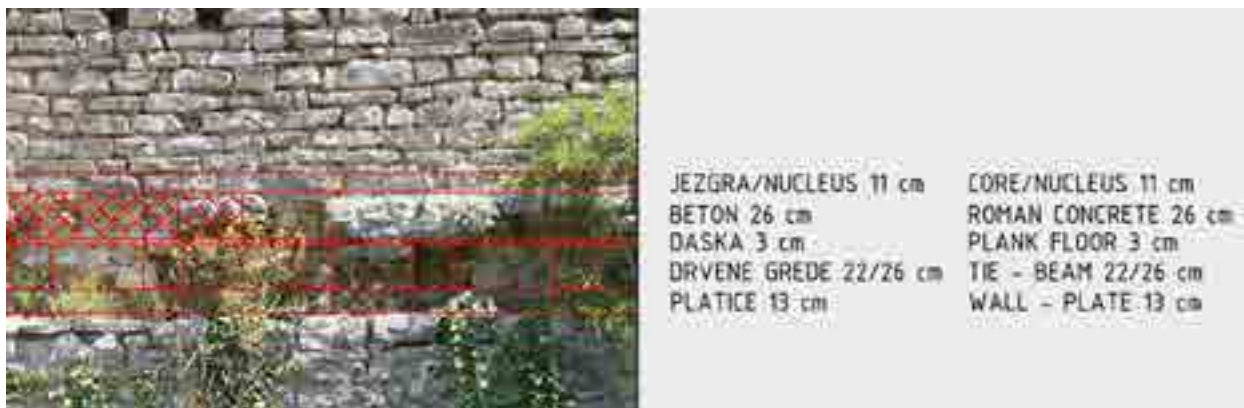 JEZGRA/NUCLEUS 11 cm
BETON 26 cm
DASKA 3 cm
DRVENE GREDE 22/26 cm
PLATICE 13 cm
CORE/NUCLEUS 11 cm
ROMAN CONCRETE 26 cm
PLANK FLOOR 3 cm
TIE - BEAM 22/26 cm
WALL - PLATE 13 cm